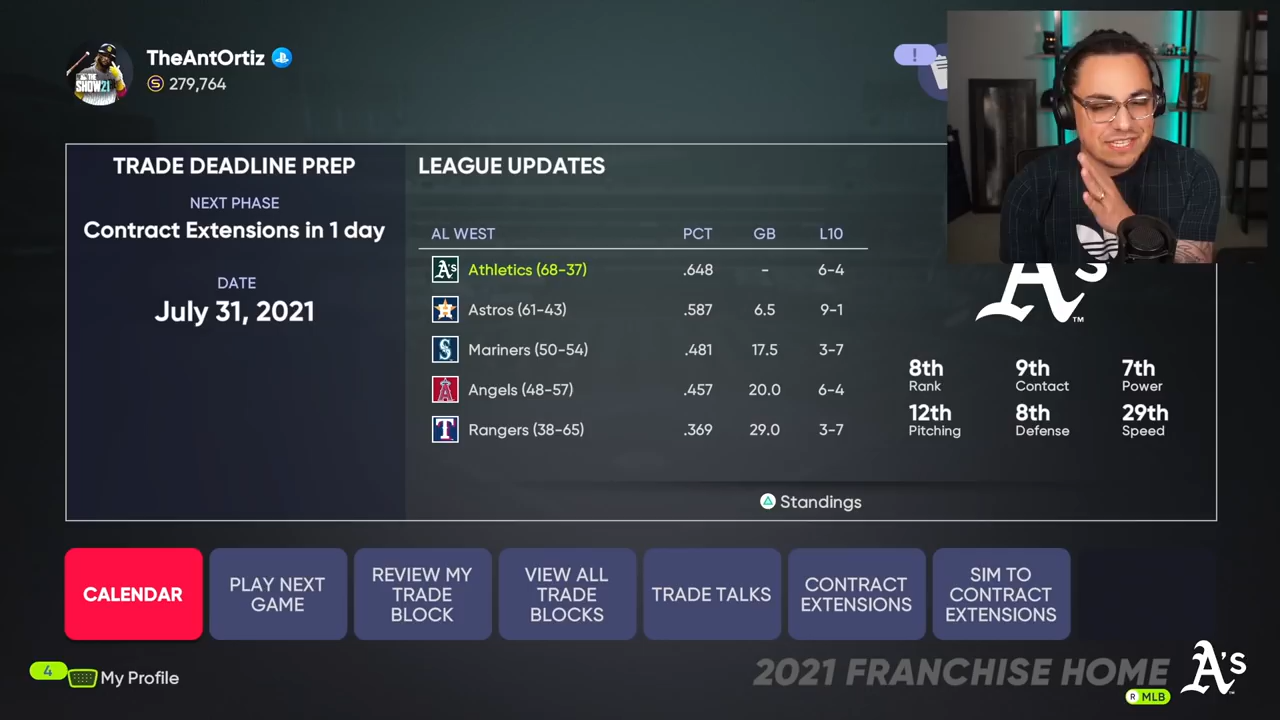 TheAntOrtiz
279,764
THE
SHOW21
!
TRADE DEADLINE PREP
NEXT PHASE
Contract Extensions in 1 day
DATE
July 31, 2021
LEAGUE UPDATES
AL WEST PCT GB L10
A's Athletics (68-37) .648 - 6-4
Astros (61-43) .587 6.5 9-1
S Mariners (50-54) .481 17.5 3-7
A Angels (48-57) .457 20.0 6-4
T Rangers (38-65) .369 29.0 3-7
Standings
A's TM
8th 9th 7th
Rank Contact Power
12th 8th 29th
Pitching Defense Speed
CALENDAR
PLAY NEXT
GAME
REVIEW MY
TRADE
BLOCK
VIEW ALL
TRADE
BLOCKS
TRADE TALKS
CONTRACT
EXTENSIONS
SIM TO
CONTRACT
EXTENSIONS
4 My Profile
2021 FRANCHISE HOME A's
R MLB